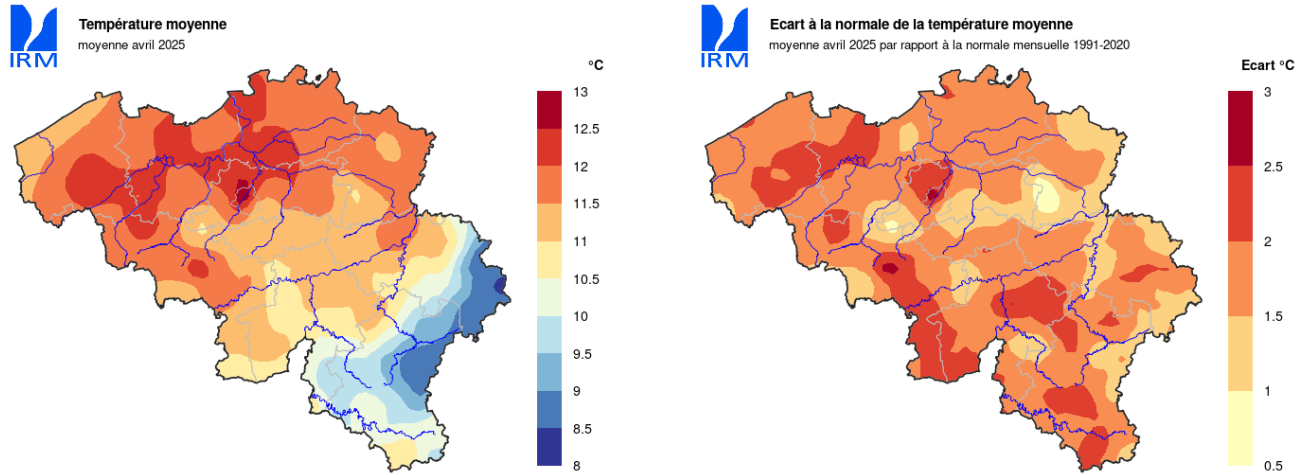 IRM
Température moyenne
moyenne avril 2025
°C
13
12.5
12
11.5
11
10.5
10
9.5
9
8.5
8
IRM
Ecart à la normale de la température moyenne
moyenne avril 2025 par rapport à la normale mensuelle 1991-2020
Ecart °C
3
2.5
2
1.5
1
0.5